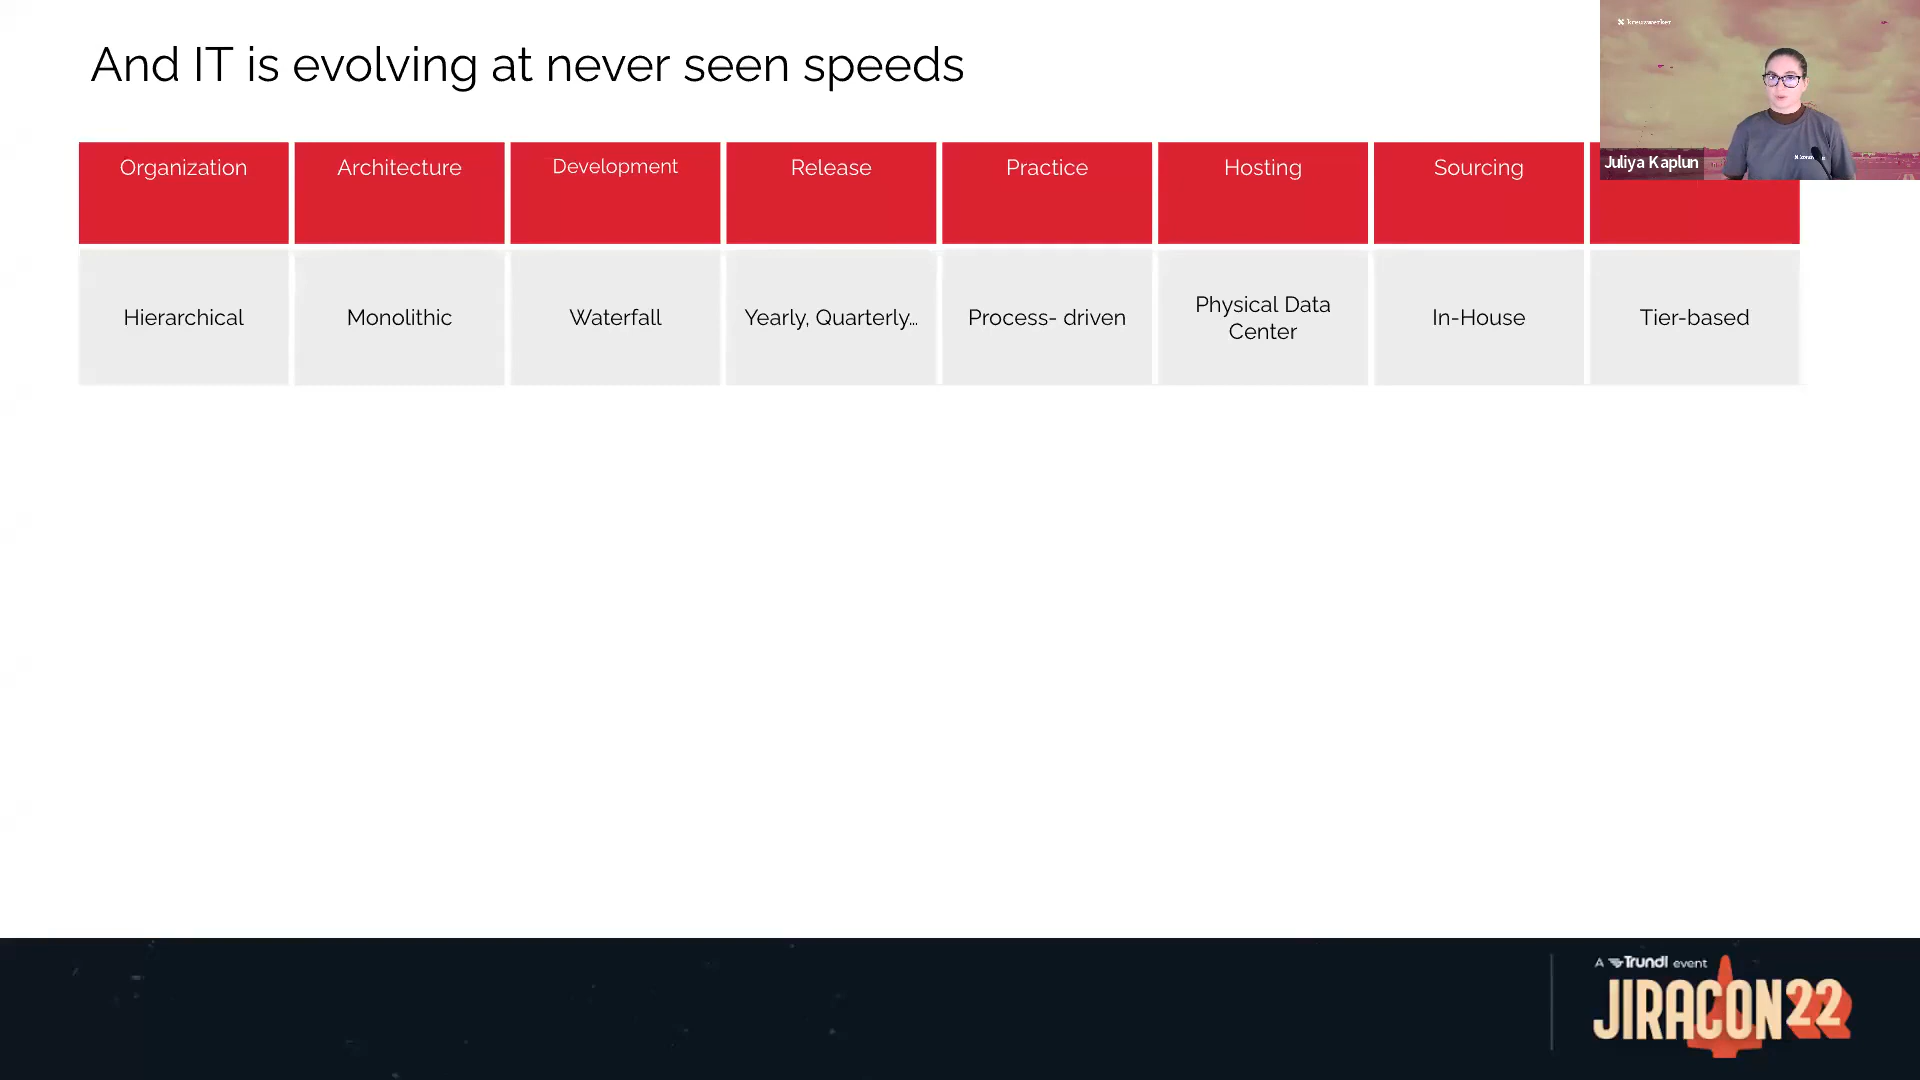 And IT is evolving at never seen speeds
kreuzwerker
Juliya Kaplun
Organization Architecture Development Release Practice Hosting Sourcing
Hierarchical Monolithic Waterfall Yearly, Quarterly... Process- driven Physical Data Center In-House Tier-based
A Trundl event
JIRACON22